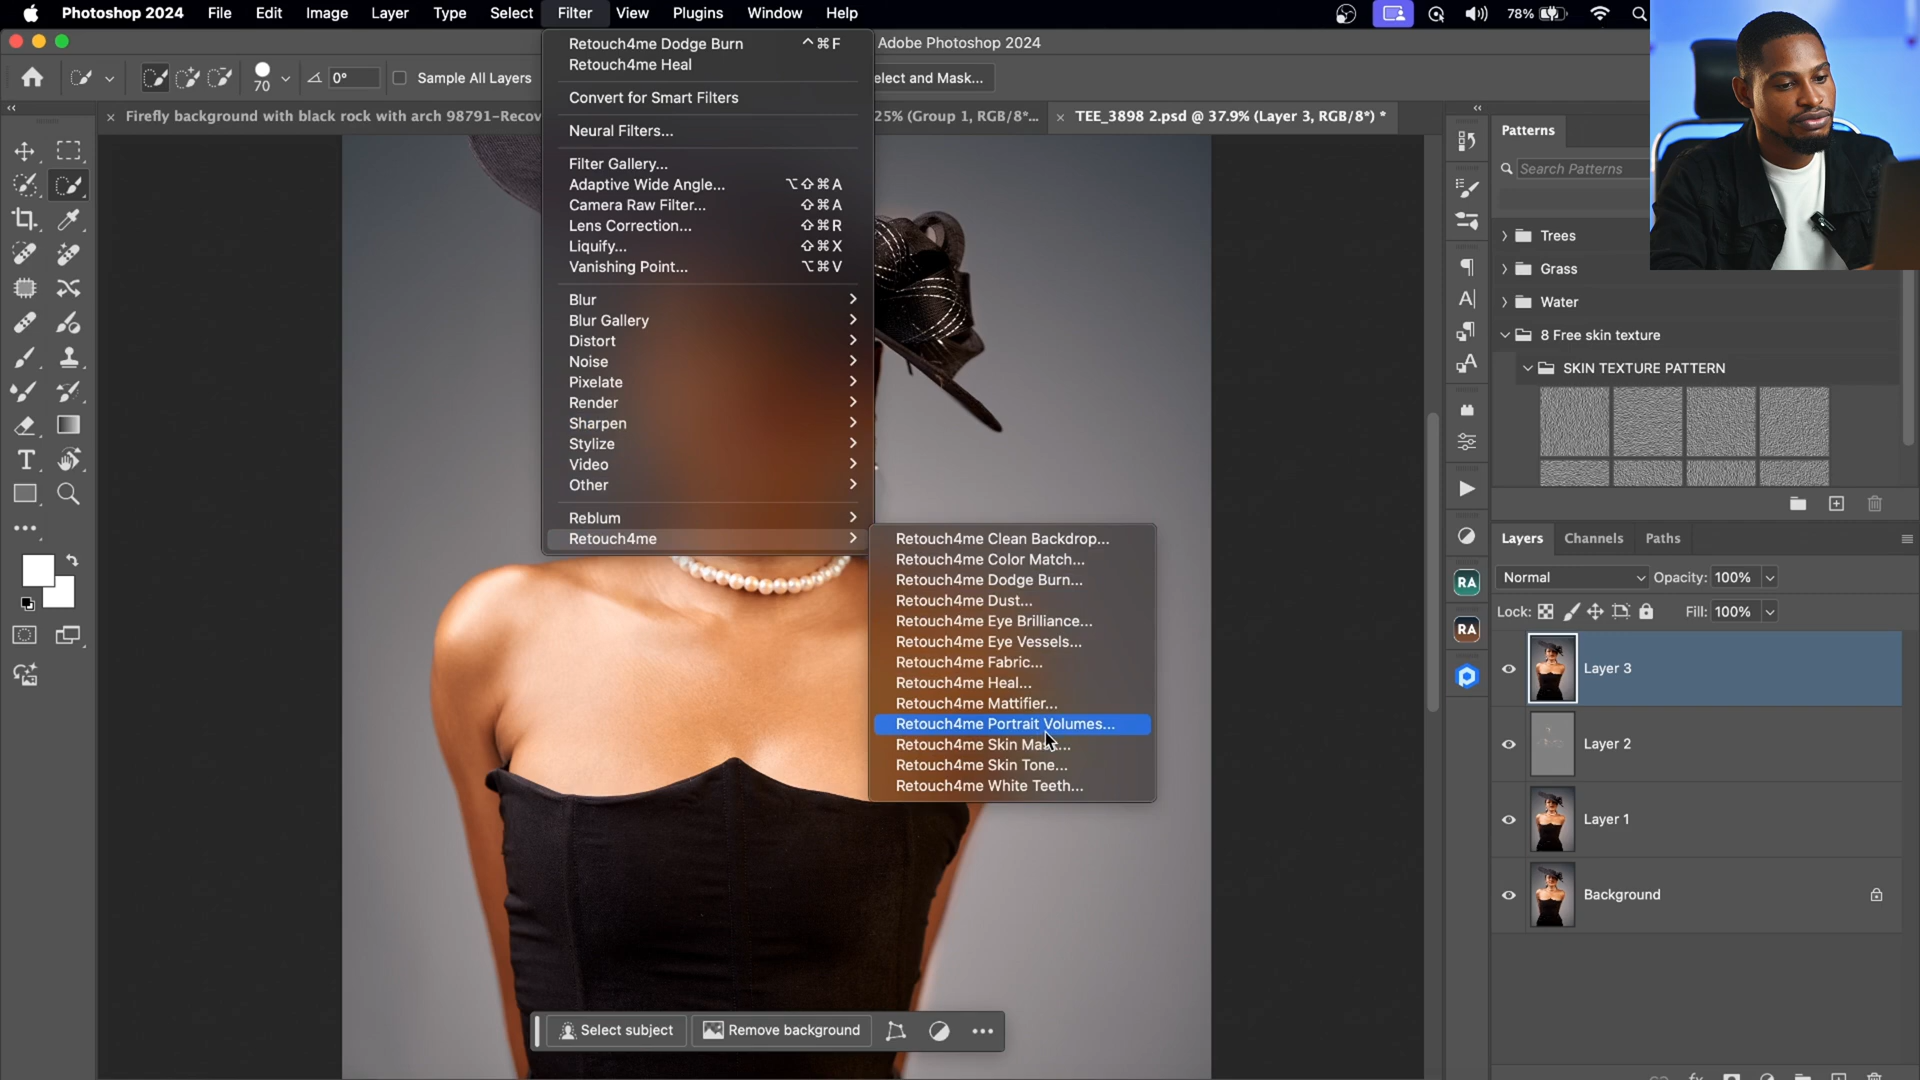 Photoshop 2024 File Edit Image Layer Type Select Filter View Plugins Window Help 78%
Adobe Photoshop 2024
70 0° Sample All Layers elect and Mask...
Firefly background with black rock with arch 98791-Recov 25% (Group 1, RGB/8*... TEE_3898 2.psd @ 37.9% (Layer 3, RGB/8*) *
Retouch4me Dodge Burn ^⌘F
Retouch4me Heal
Convert for Smart Filters
Neural Filters...
Filter Gallery...
Adaptive Wide Angle... ⌥⇧⌘A
Camera Raw Filter... ⇧⌘A
Lens Correction... ⇧⌘R
Liquify... ⇧⌘X
Vanishing Point... ⌥⌘V
Blur
Blur Gallery
Distort
Noise
Pixelate
Render
Sharpen
Stylize
Video
Other
Reblum
Retouch4me
Retouch4me Clean Backdrop...
Retouch4me Color Match...
Retouch4me Dodge Burn...
Retouch4me Dust...
Retouch4me Eye Brilliance...
Retouch4me Eye Vessels...
Retouch4me Fabric...
Retouch4me Heal...
Retouch4me Mattifier...
Retouch4me Portrait Volumes...
Retouch4me Skin Mask...
Retouch4me Skin Tone...
Retouch4me White Teeth...
Select subject Remove background
Patterns
Search Patterns
Trees
Grass
Water
8 Free skin texture
SKIN TEXTURE PATTERN
Layers Channels Paths
Normal Opacity: 100%
Lock: Fill: 100%
Layer 3
Layer 2
Layer 1
Background
RA
RA